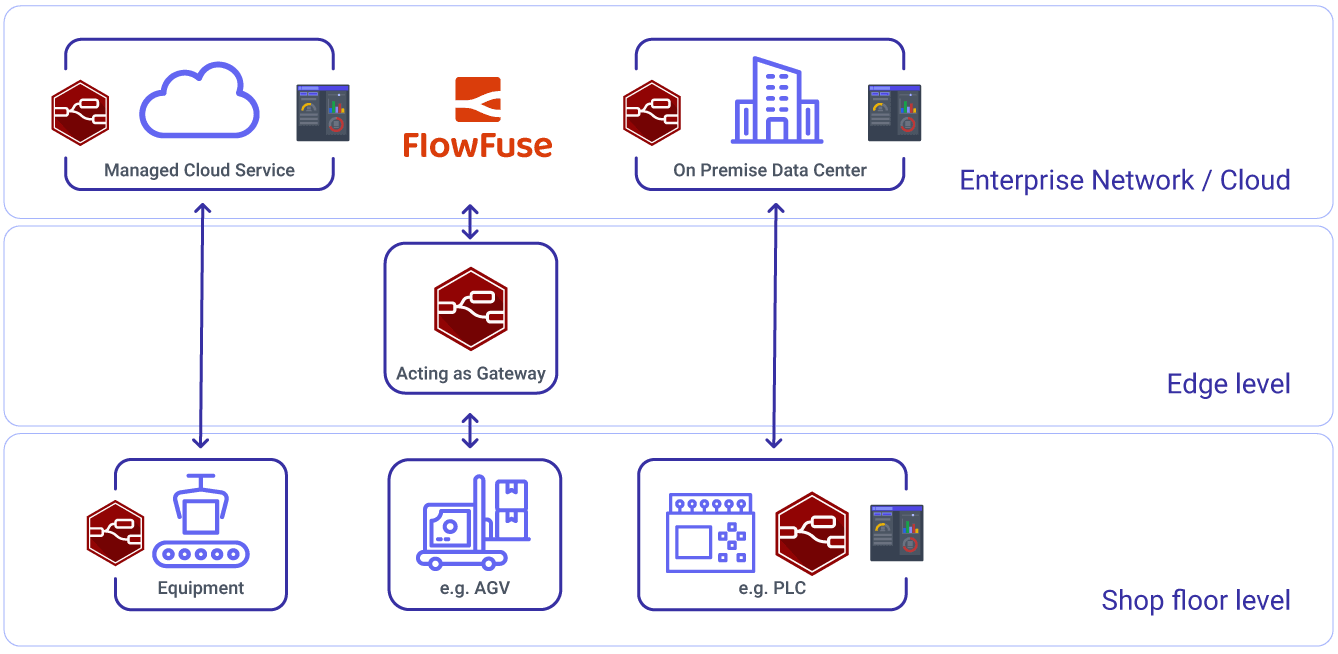 FlowFuse
Managed Cloud Service
On Premise Data Center
Enterprise Network / Cloud
Acting as Gateway
Edge level
Equipment
e.g. AGV
e.g. PLC
Shop floor level